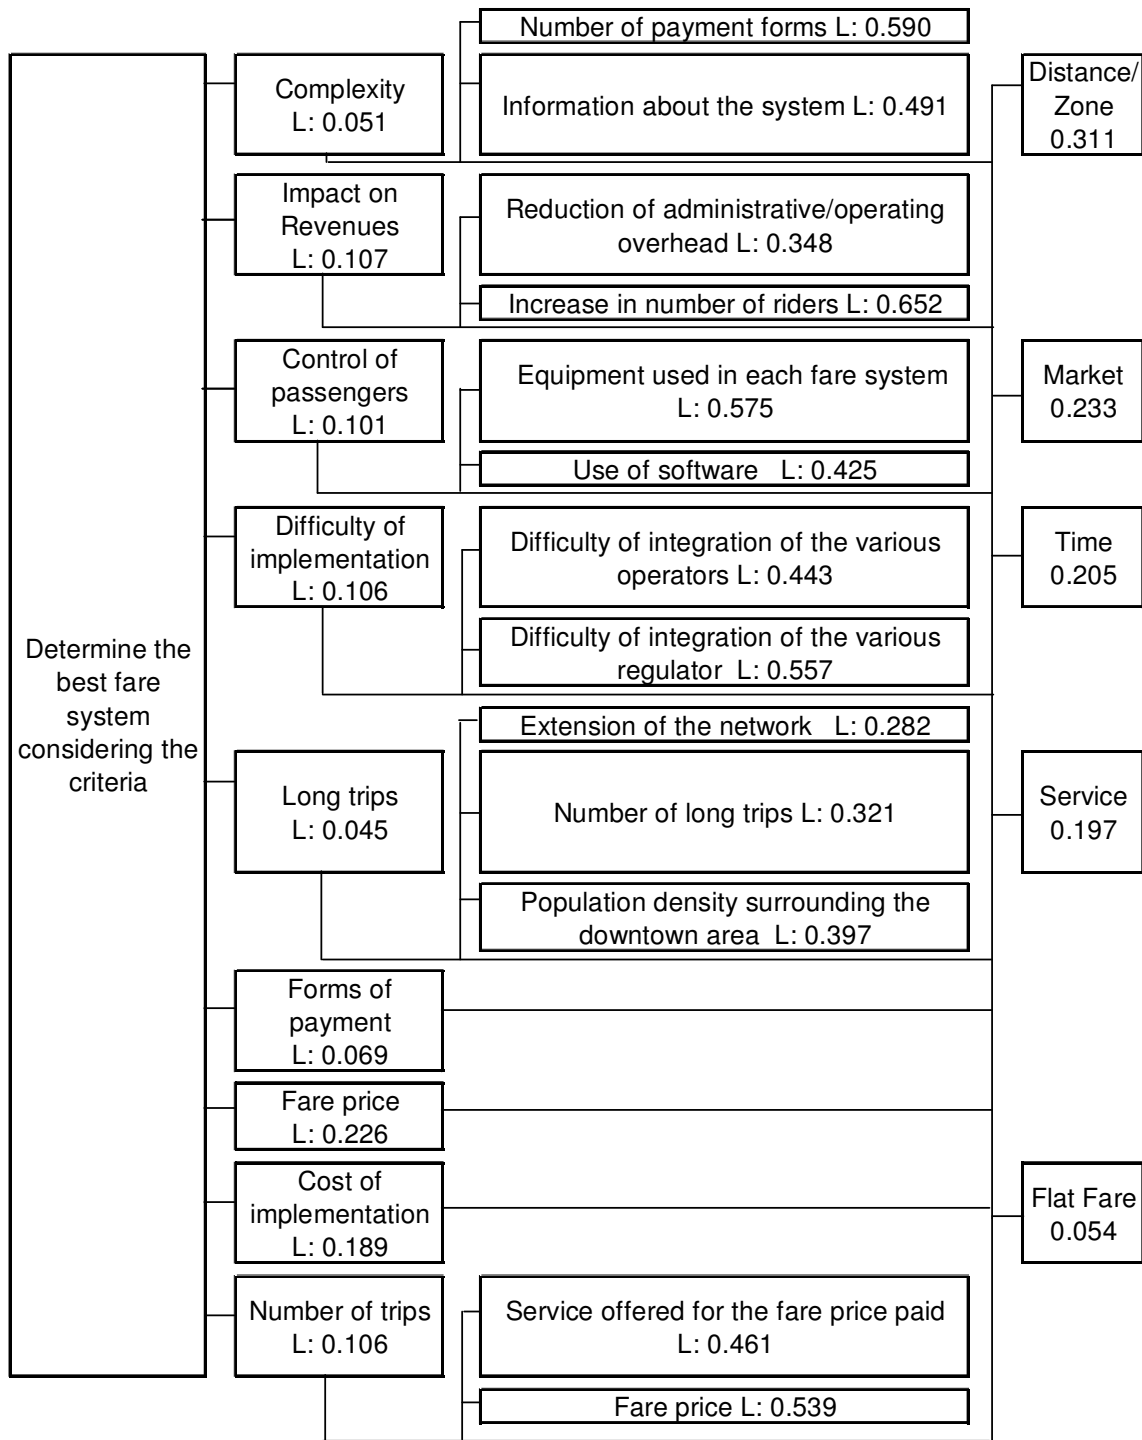 Determine the
best fare
system
considering the
criteria
Complexity
L: 0.051
Number of payment forms L: 0.590
Information about the system L: 0.491
Impact on
Revenues
L: 0.107
Reduction of administrative/operating
overhead L: 0.348
Increase in number of riders L: 0.652
Control of
passengers
L: 0.101
Equipment used in each fare system
L: 0.575
Use of software L: 0.425
Difficulty of
implementation
L: 0.106
Difficulty of integration of the various
operators L: 0.443
Difficulty of integration of the various
regulator L: 0.557
Long trips
L: 0.045
Extension of the network L: 0.282
Number of long trips L: 0.321
Population density surrounding the
downtown area L: 0.397
Forms of
payment
L: 0.069
Fare price
L: 0.226
Cost of
implementation
L: 0.189
Number of trips
L: 0.106
Service offered for the fare price paid
L: 0.461
Fare price L: 0.539
Distance/
Zone
0.311
Market
0.233
Time
0.205
Service
0.197
Flat Fare
0.054